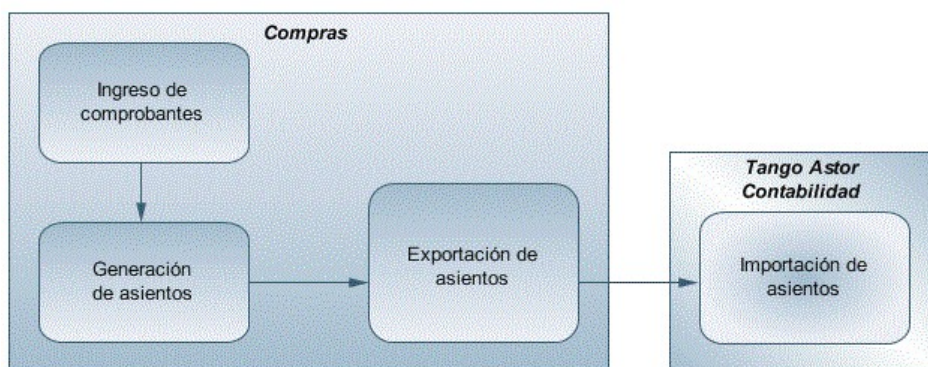 Compras
Ingreso de
comprobantes
Generación
de asientos
Exportación de
asientos
Tango Astor
Contabilidad
Importación de
asientos